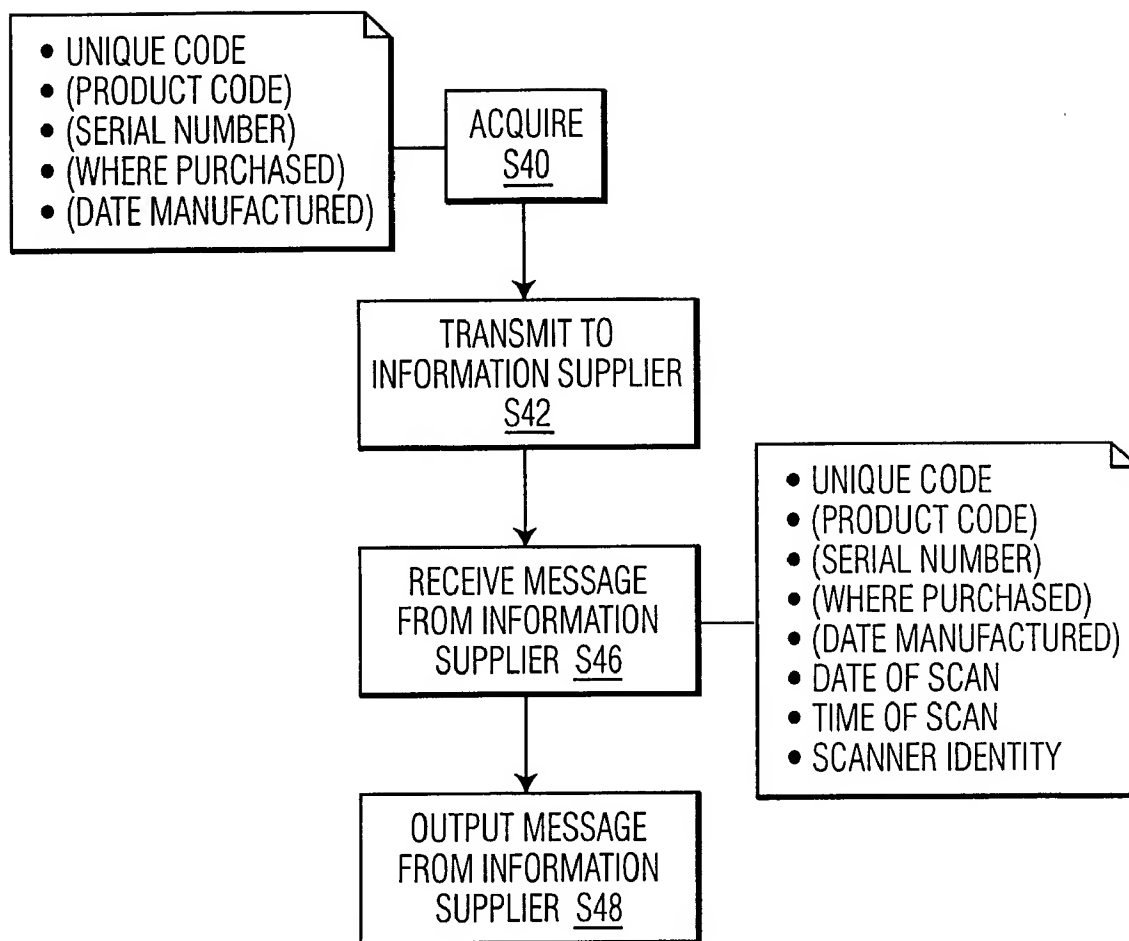 • UNIQUE CODE
• (PRODUCT CODE)
• (SERIAL NUMBER)
• (WHERE PURCHASED)
• (DATE MANUFACTURED)
ACQUIRE
S40
TRANSMIT TO
INFORMATION SUPPLIER
S42
RECEIVE MESSAGE
FROM INFORMATION
SUPPLIER S46
• UNIQUE CODE
• (PRODUCT CODE)
• (SERIAL NUMBER)
• (WHERE PURCHASED)
• (DATE MANUFACTURED)
• DATE OF SCAN
• TIME OF SCAN
• SCANNER IDENTITY
OUTPUT MESSAGE
FROM INFORMATION
SUPPLIER S48